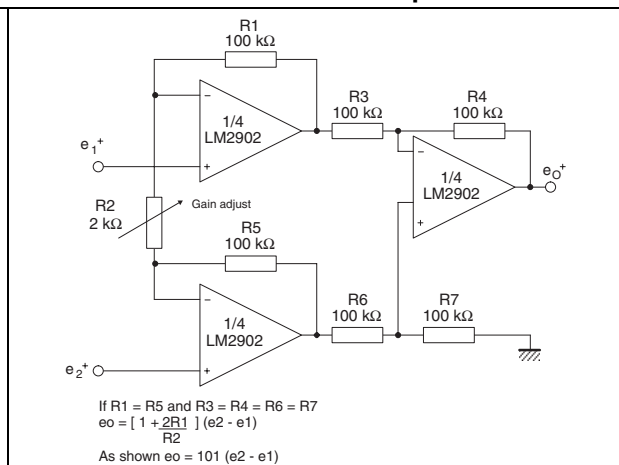 R1
100 kΩ
R3
100 kΩ
R4
100 kΩ
1/4
LM2902
e1+
eO+
1/4
LM2902
R2
2 kΩ
Gain adjust
R5
100 kΩ
R6
100 kΩ
R7
100 kΩ
1/4
LM2902
e2+
If R1 = R5 and R3 = R4 = R6 = R7
eo = [ 1 + 2R1 ] (e2 - e1)
R2
As shown eo = 101 (e2 - e1)